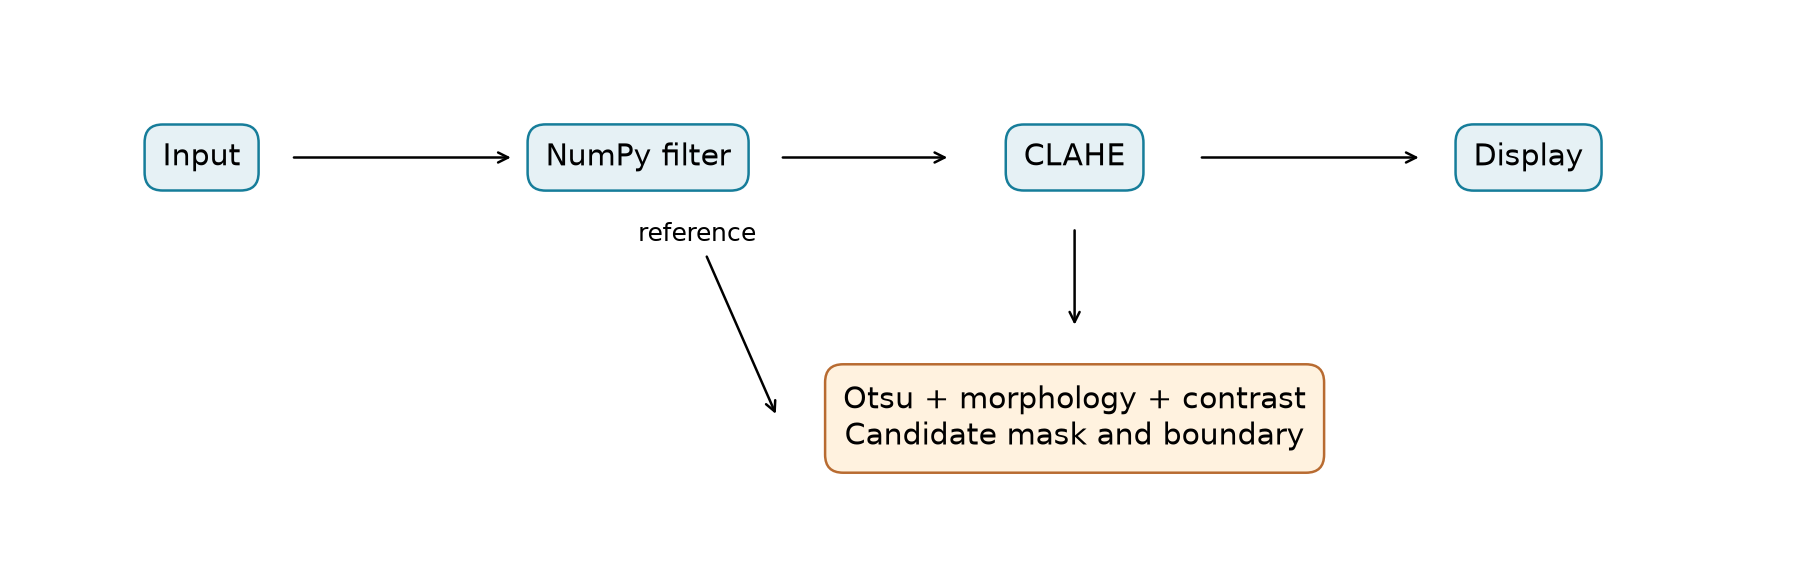 Input
NumPy filter
CLAHE
Display
reference
Otsu + morphology + contrast
Candidate mask and boundary